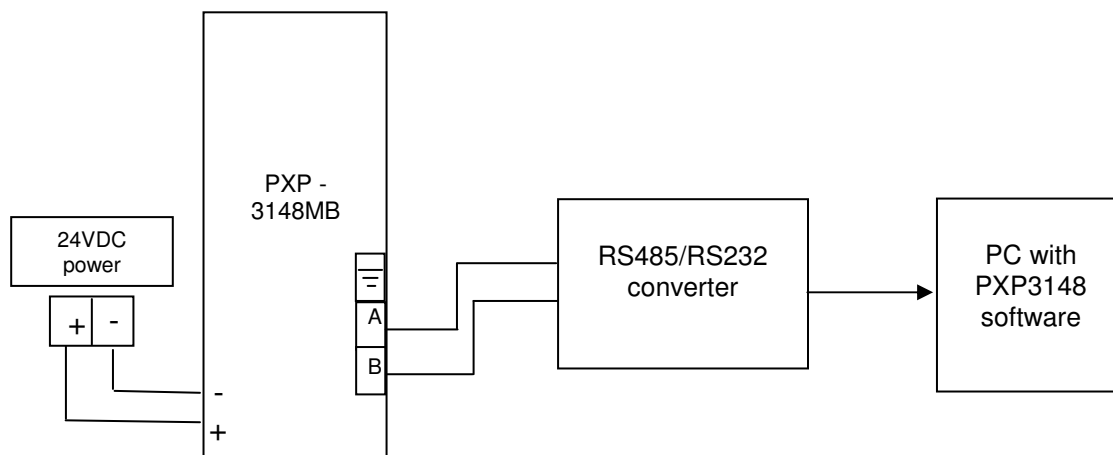 PXP -
3148MB
24VDC
power
+ -
-
+
A
B
RS485/RS232
converter
PC with
PXP3148
software